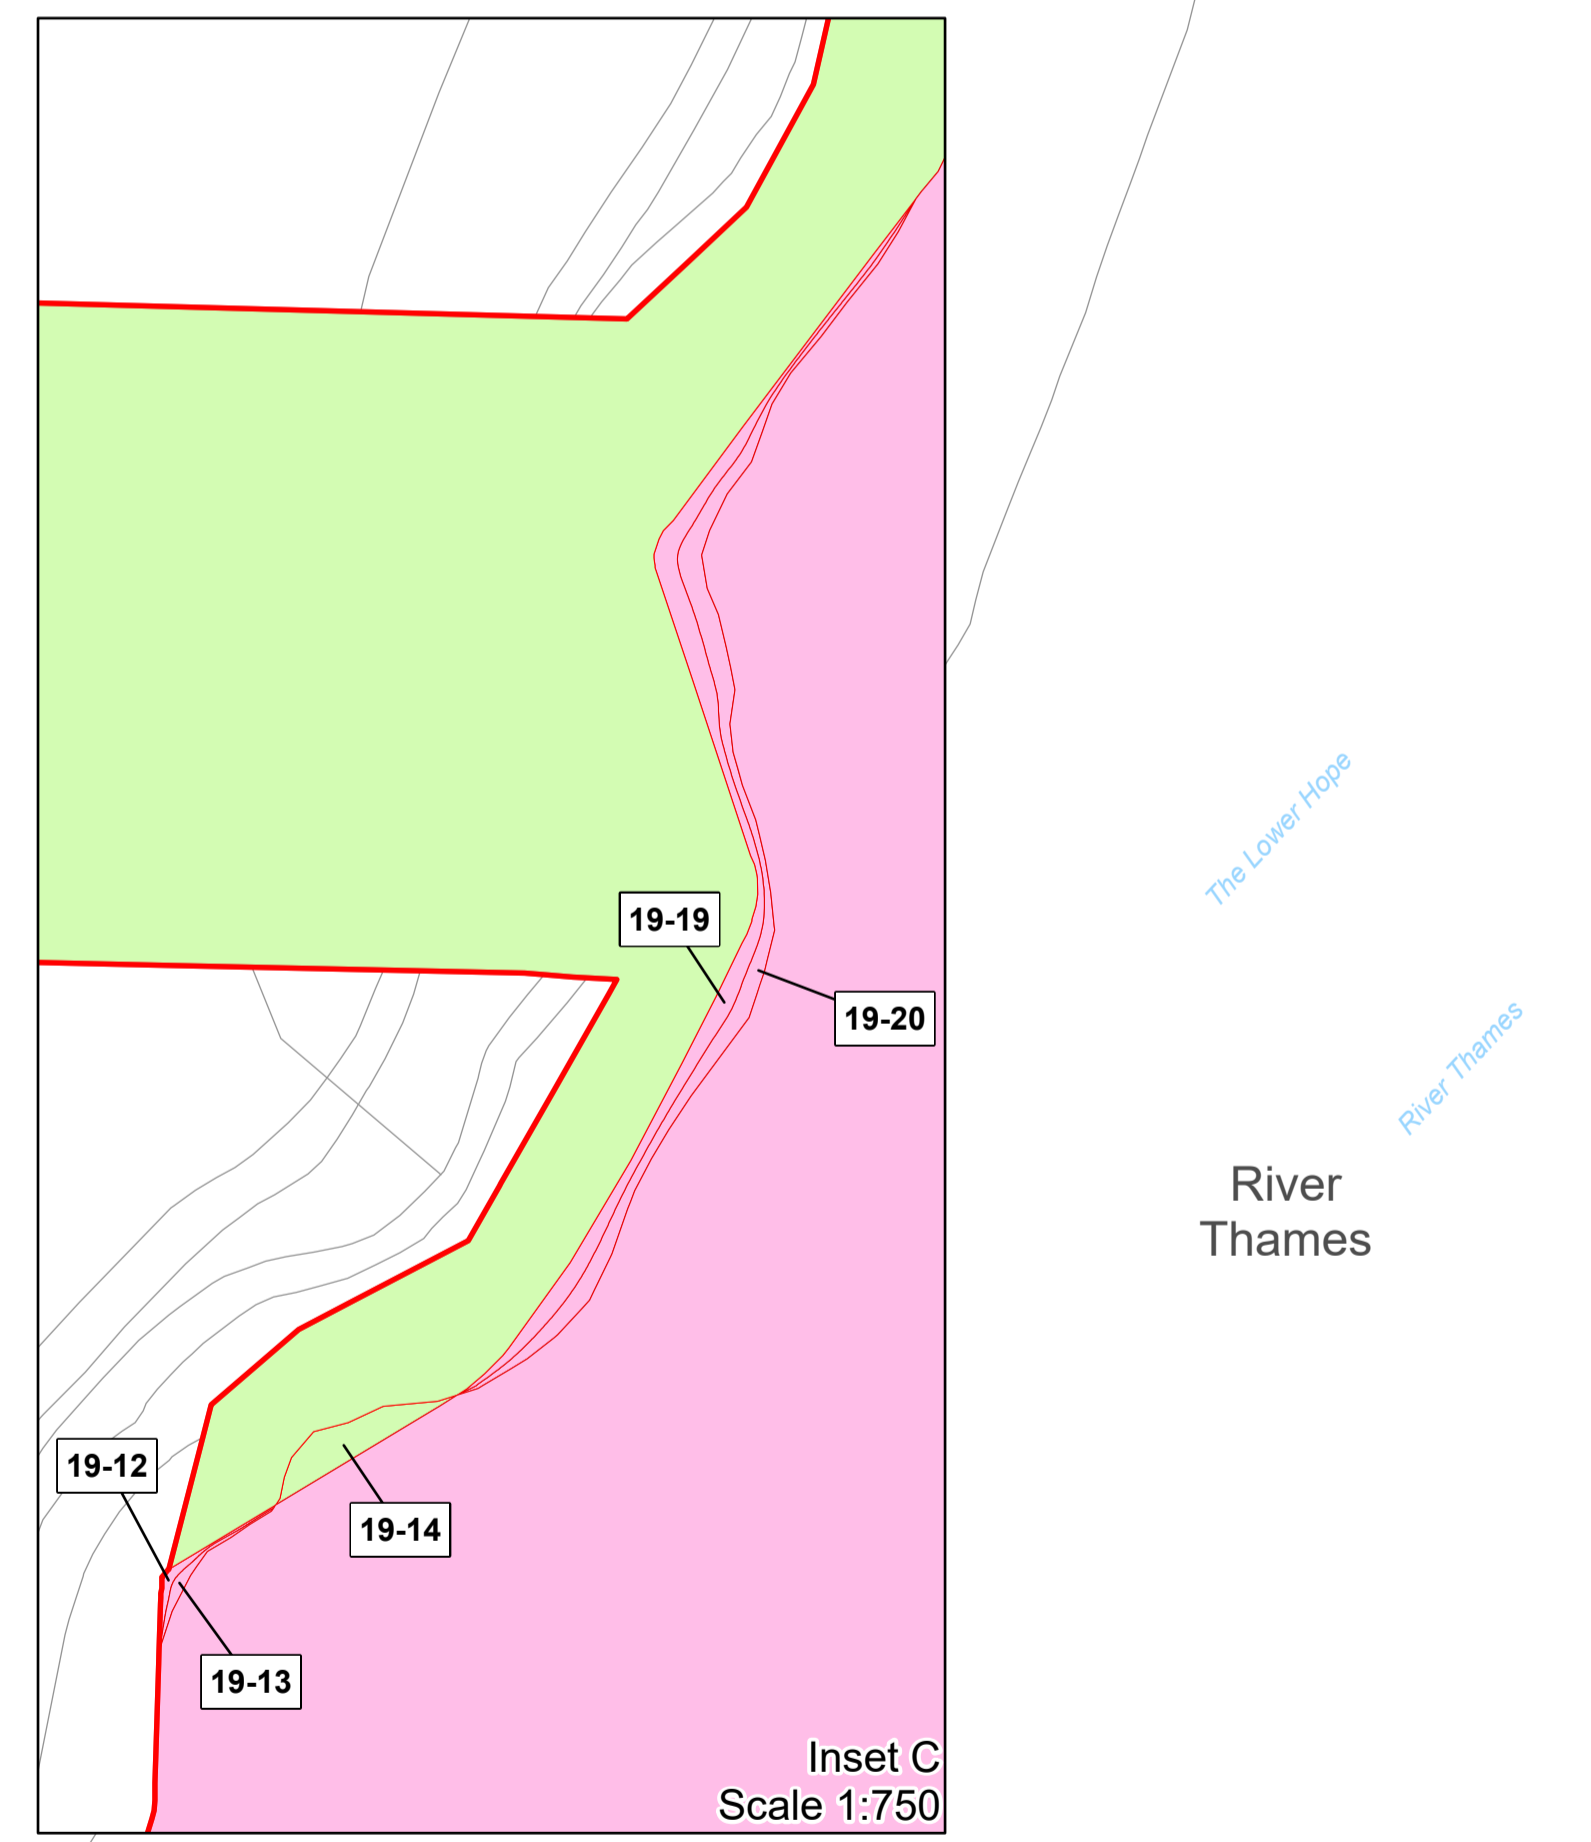 The Lower Hope
19-19
19-20
River Thames
River
Thames
19-12
19-14
19-13
Inset C
Scale 1:750